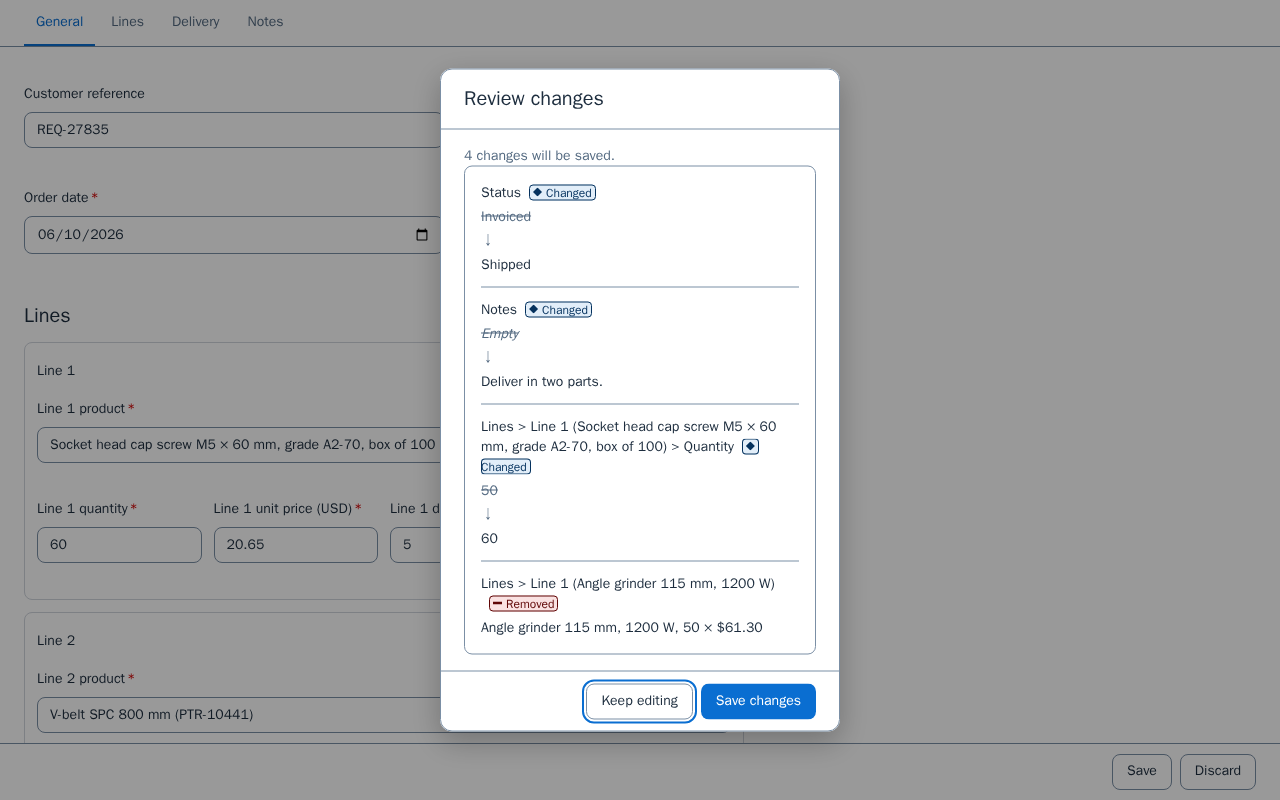 General Lines Delivery Notes
Customer reference
REQ-27835
Order date *
06/10/2026
Lines
Line 1
Line 1 product *
Socket head cap screw M5 × 60 mm, grade A2-70, box of 100
Line 1 quantity * Line 1 unit price (USD) * Line 1 d
60 20.65 5
Line 2
Line 2 product *
V-belt SPC 800 mm (PTR-10441)
Review changes
4 changes will be saved.
Status Changed
Invoiced
↓
Shipped
Notes Changed
Empty
↓
Deliver in two parts.
Lines > Line 1 (Socket head cap screw M5 × 60
mm, grade A2-70, box of 100) > Quantity
Changed
50
↓
60
Lines > Line 1 (Angle grinder 115 mm, 1200 W)
Removed
Angle grinder 115 mm, 1200 W, 50 × $61.30
Keep editing Save changes
Save Discard